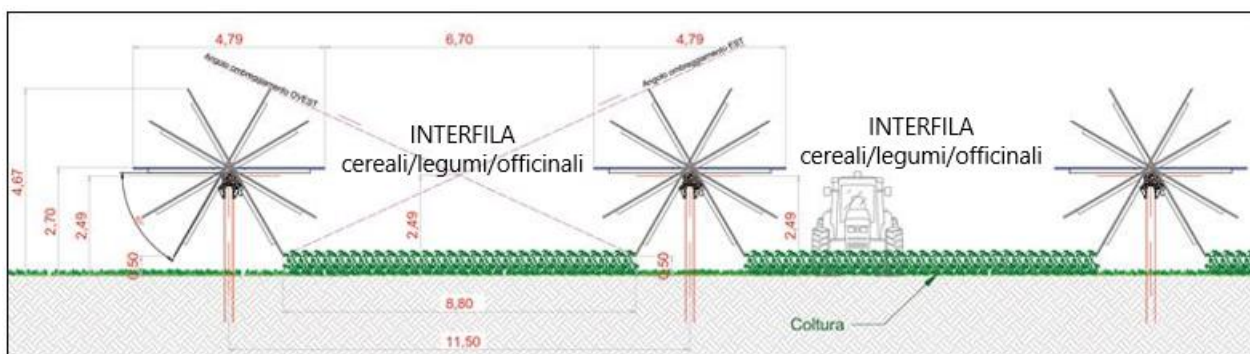 4,79
6,70
4,79
Angolo ombreggiamento OVEST
Angolo ombreggiamento EST
INTERFILA
cereali/legumi/officinali
INTERFILA
cereali/legumi/officinali
4,67
2,70
2,49
0,50
2,49
0,50
2,49
8,80
11,50
Coltura